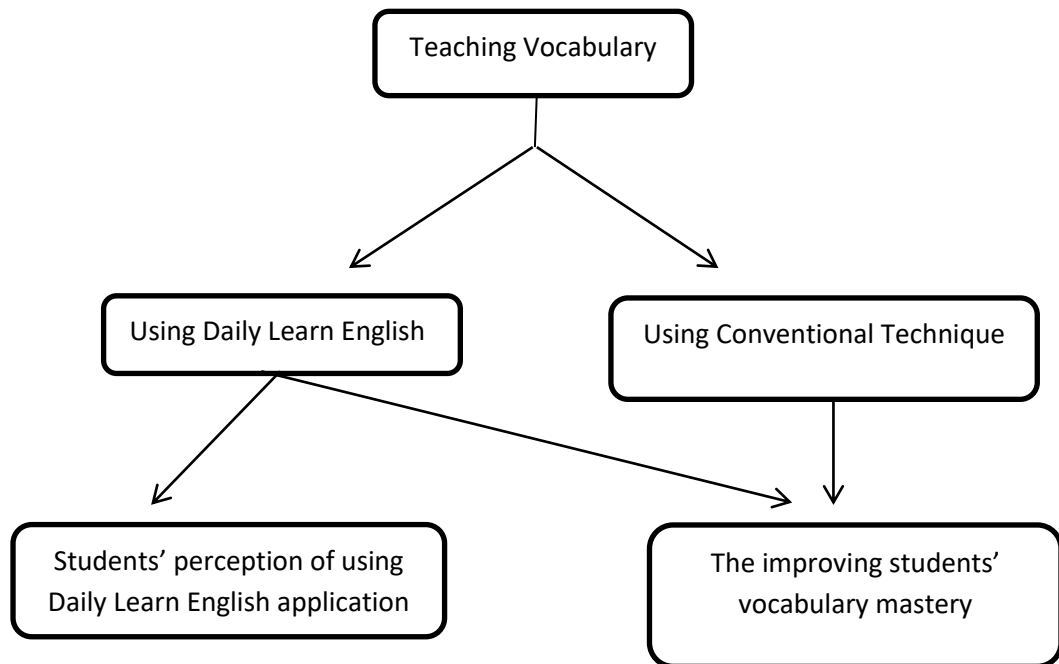 Teaching Vocabulary
Using Daily Learn English
Using Conventional Technique
Students’ perception of using
Daily Learn English application
The improving students’
vocabulary mastery